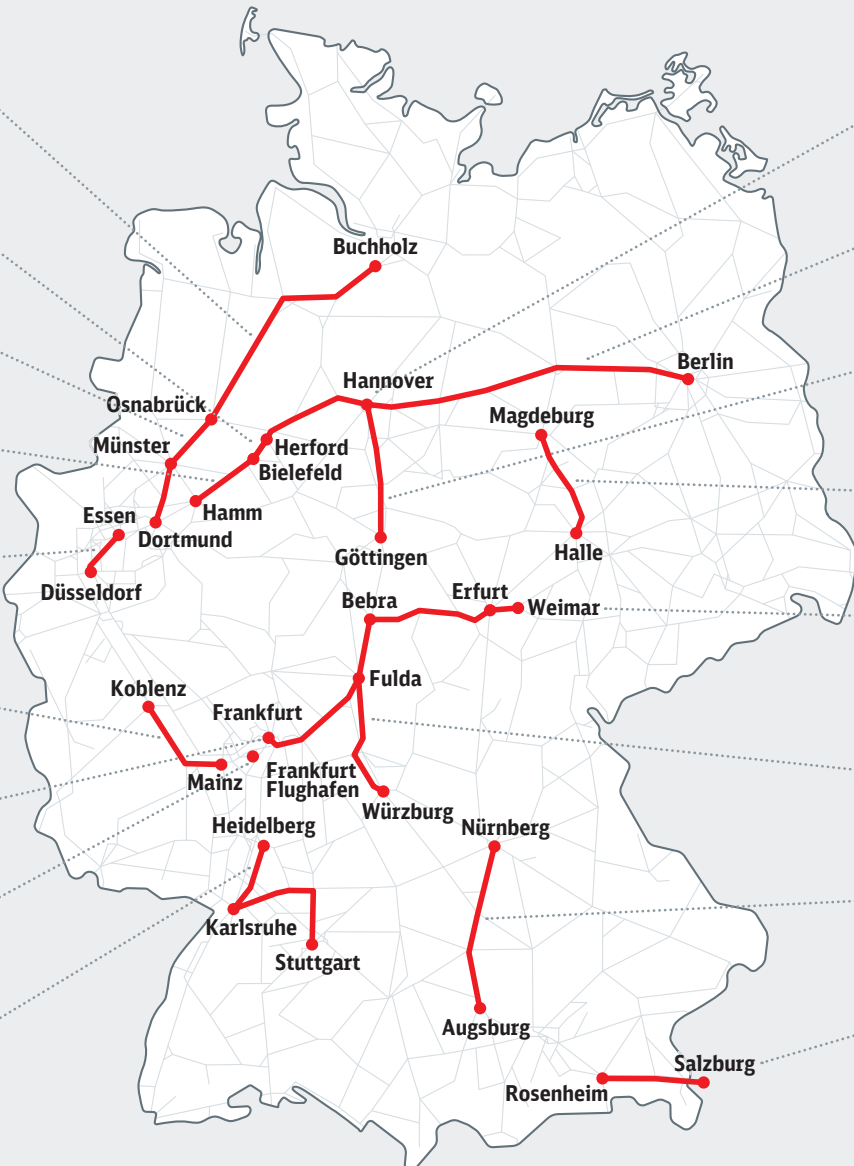 Buchholz
Berlin
Hannover
Osnabrück
Magdeburg
Münster
Herford
Bielefeld
Essen
Hamm
Dortmund
Halle
Göttingen
Düsseldorf
Erfurt
Bebra
Weimar
Fulda
Koblenz
Frankfurt
Frankfurt
Flughafen
Mainz
Würzburg
Heidelberg
Nürnberg
Karlsruhe
Stuttgart
Augsburg
Salzburg
Rosenheim